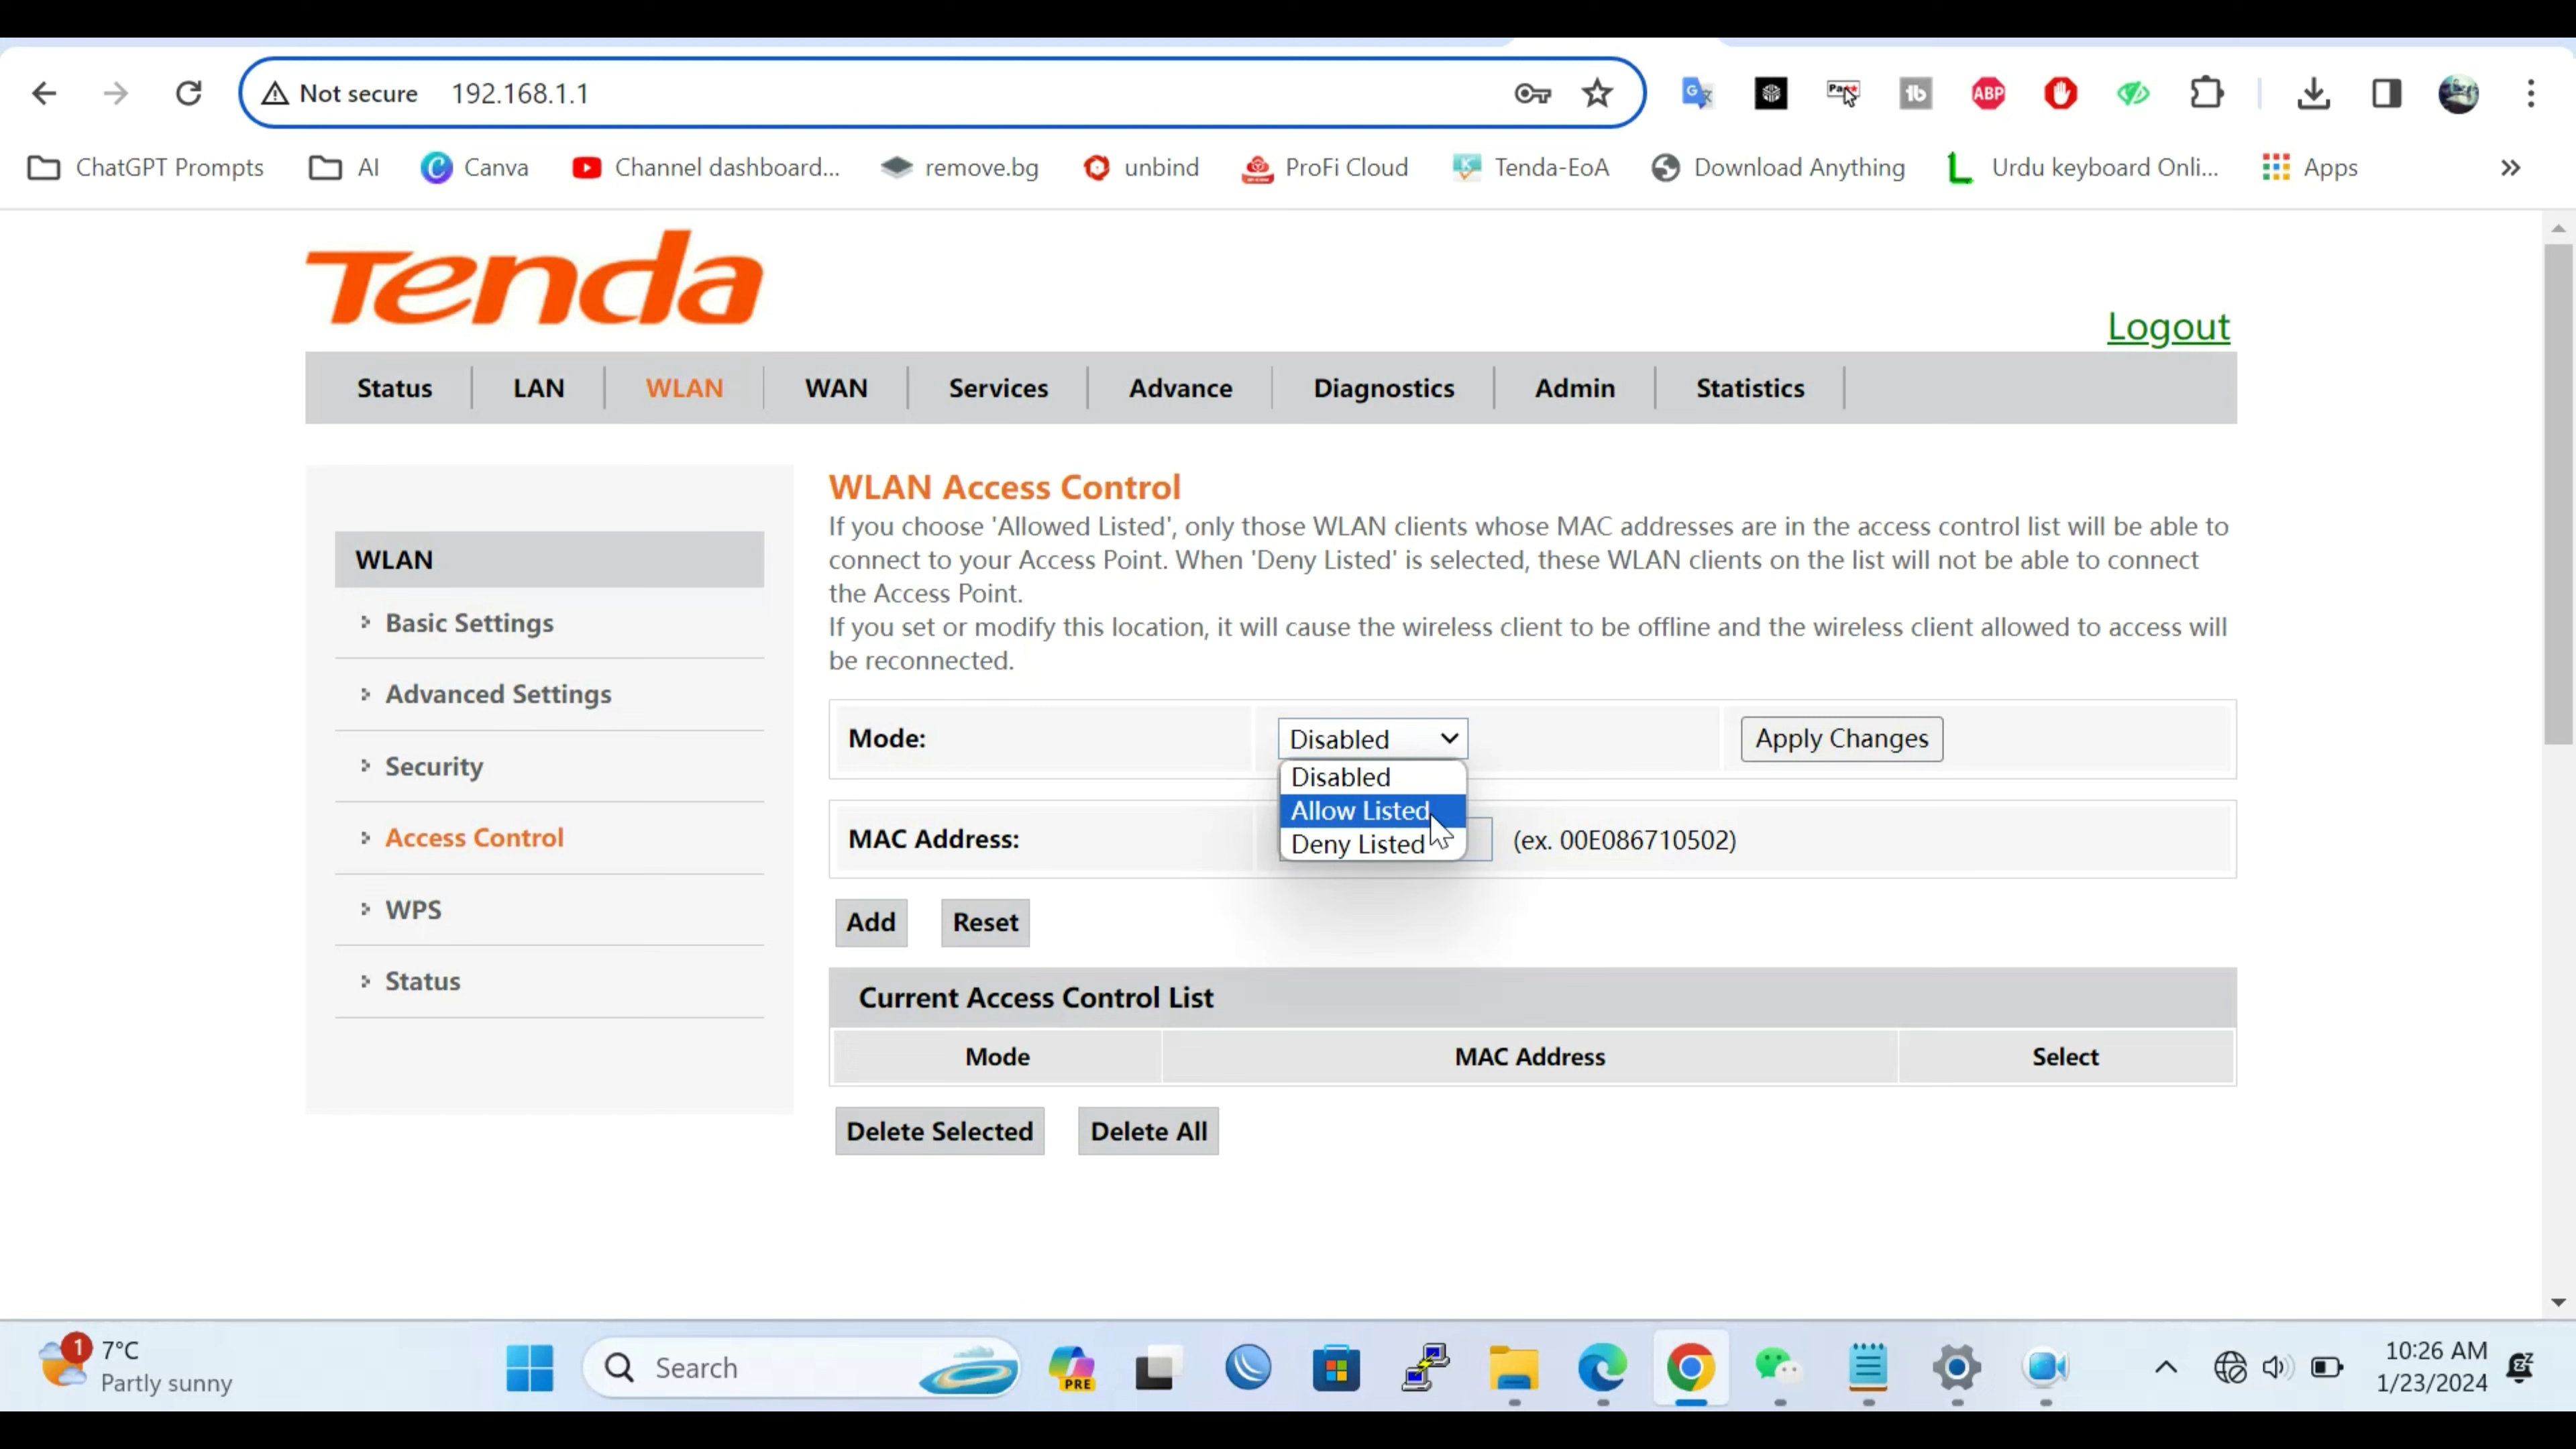 Not secure 192.168.1.1
G
Pass
tb
ABP
ChatGPT Prompts AI Canva Channel dashboard... remove.bg unbind ProFi Cloud Tenda-EoA Download Anything Urdu keyboard Onli... Apps
Tenda
Logout
Status LAN WLAN WAN Services Advance Diagnostics Admin Statistics
WLAN
Basic Settings
Advanced Settings
Security
Access Control
WPS
Status
WLAN Access Control
If you choose 'Allowed Listed', only those WLAN clients whose MAC addresses are in the access control list will be able to
connect to your Access Point. When 'Deny Listed' is selected, these WLAN clients on the list will not be able to connect
the Access Point.
If you set or modify this location, it will cause the wireless client to be offline and the wireless client allowed to access will
be reconnected.
Mode: Disabled Apply Changes
Disabled
Allow Listed
Deny Listed
MAC Address: (ex. 00E086710502)
Add Reset
Current Access Control List
Mode MAC Address Select
Delete Selected Delete All
1 7°C
Partly sunny
Search
PRE
10:26 AM
1/23/2024